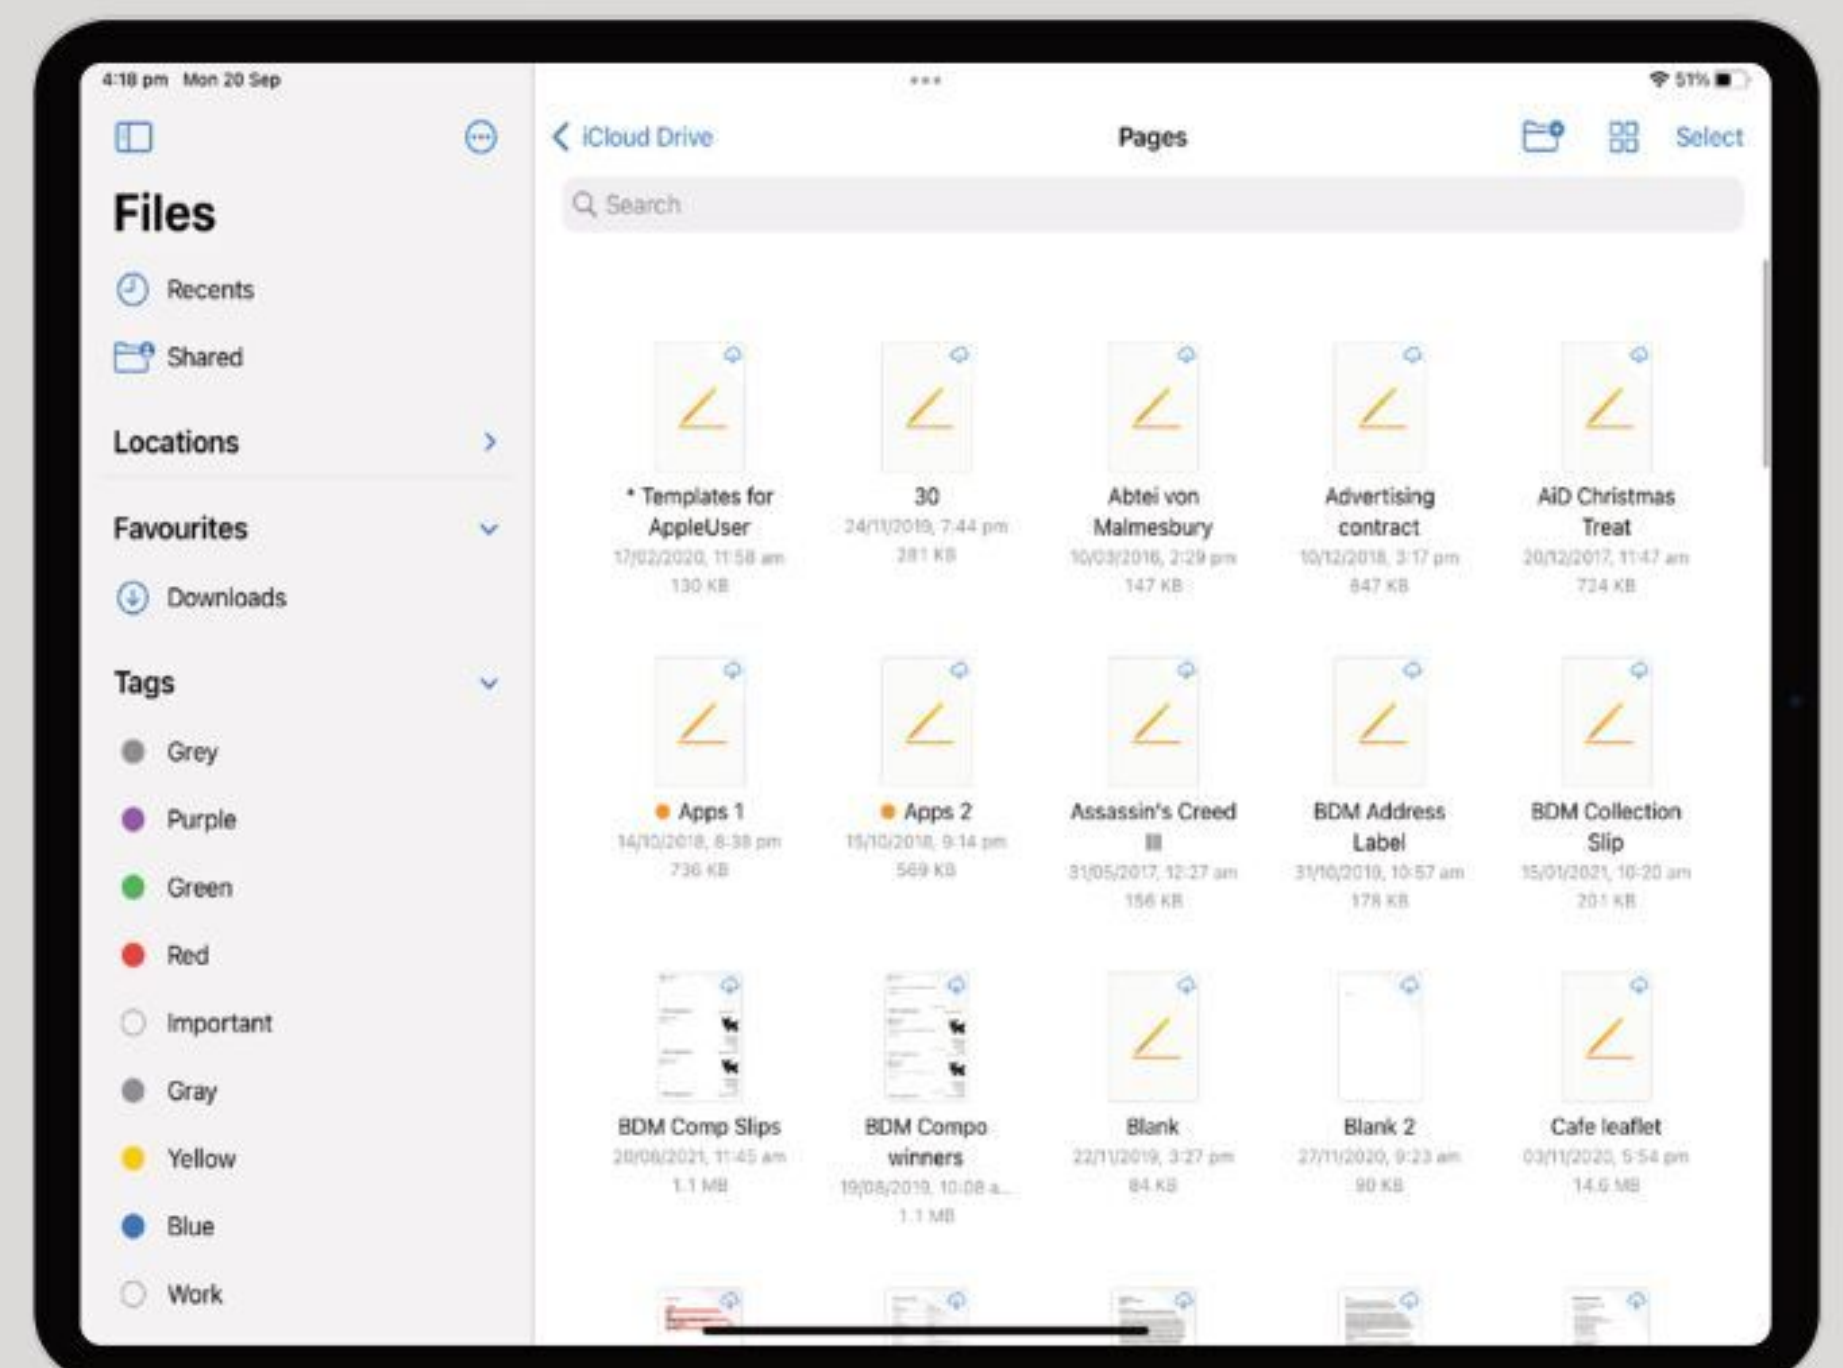 4:18 pm Mon 20 Sep
51%
iCloud Drive
Pages
Select
Files
Search
Recents
Shared
Locations
Favourites
Downloads
Tags
Grey
Purple
Green
Red
Important
Gray
Yellow
Blue
Work
* Templates for
AppleUser
17/02/2020, 11:58 am
130 KB
30
24/11/2019, 7:44 pm
281 KB
Abtei von
Malmesbury
10/03/2016, 2:29 pm
147 KB
Advertising
contract
10/12/2018, 3:17 pm
847 KB
AiD Christmas
Treat
20/12/2017, 11:47 am
724 KB
Apps 1
14/10/2018, 8:38 pm
736 KB
Apps 2
15/10/2018, 9:14 pm
569 KB
Assassin's Creed
III
31/05/2017, 12:27 am
156 KB
BDM Address
Label
31/10/2019, 10:57 am
178 KB
BDM Collection
Slip
15/01/2021, 10:20 am
201 KB
BDM Comp Slips
20/08/2021, 11:45 am
1.1 MB
BDM Compo
winners
19/08/2019, 10:08 a...
1.1 MB
Blank
22/11/2019, 3:27 pm
84 KB
Blank 2
27/11/2020, 9:23 am
90 KB
Cafe leaflet
03/11/2020, 5:54 pm
14.6 MB